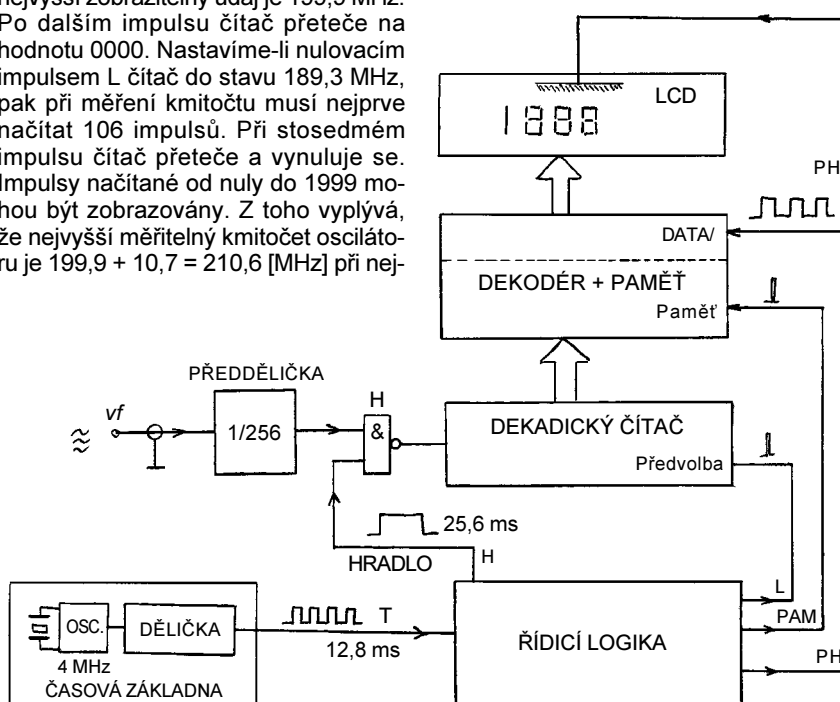 nejvyšší zobrazitelný údaj je 199,9 MHz.
Po dalším impulsu čítač přeteče na
hodnotu 0000. Nastavíme-li nulovacím
impulsem L čítač do stavu 189,3 MHz,
pak při měření kmitočtu musí nejprve
načítat 106 impulsů. Při stosedmém
impulsu čítač přeteče a vynuluje se.
Impulsy načítané od nuly do 1999 mo-
hou být zobrazovány. Z toho vyplývá,
že nejvyšší měřitelný kmitočet osciláto-
ru je 199,9 + 10,7 = 210,6 [MHz] při nej-
LCD
1888
PH
DATA/
DEKODÉR + PAMĚŤ
Paměť
PŘEDDĚLIČKA
vf
1/256
H
&
DEKADICKÝ ČÍTAČ
Předvolba
25,6 ms
HRADLO
H
OSC.
DĚLIČKA
4 MHz
ČASOVÁ ZÁKLADNA
T
12,8 ms
ŘÍDICÍ LOGIKA
L
PAM
PH